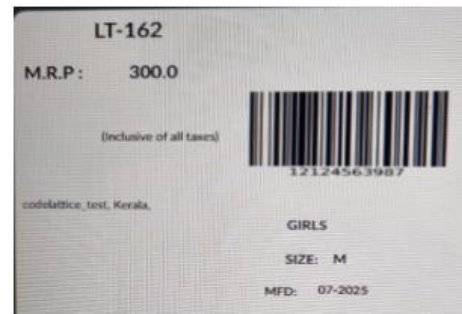 LT-162
M.R.P : 300.0
(Inclusive of all taxes)
12124563987
codelattice_test, Kerala,
GIRLS
SIZE: M
MFD: 07-2025